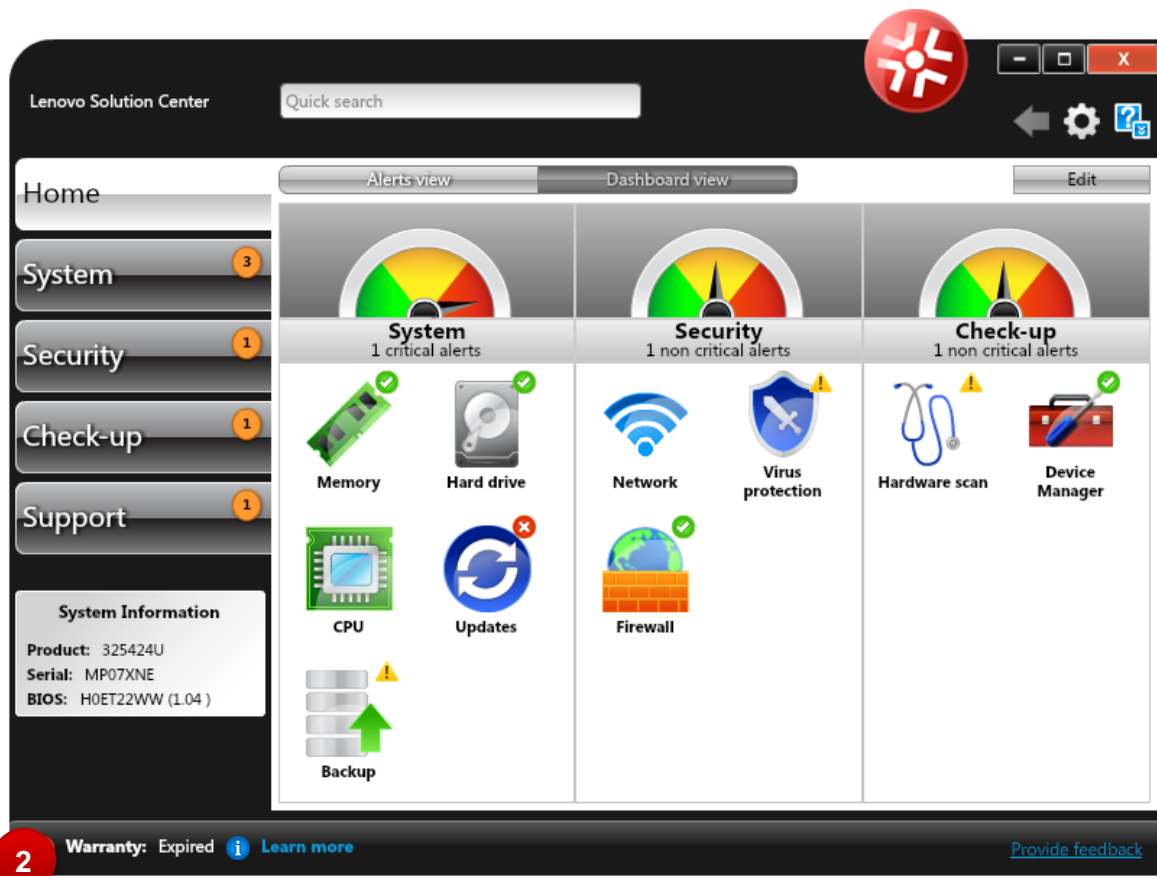 Lenovo Solution Center
Quick search
X
Home
System
3
Security
1
Check-up
1
Support
1
System Information
Product: 325424U
Serial: MP07XNE
BIOS: H0ET22WW (1.04 )
Alerts view
Dashboard view
Edit
System
1 critical alerts
Security
1 non critical alerts
Check-up
1 non critical alerts
Memory
Hard drive
CPU
Updates
Backup
Network
Virus
protection
Firewall
Hardware scan
Device
Manager
2
Warranty: Expired i Learn more
Provide feedback